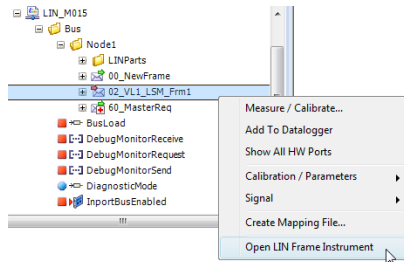 LIN_M015
Bus
Node1
LINParts
00_NewFrame
02_VL1_LSM_Frm1
60_MasterReq
BusLoad
DebugMonitorReceive
DebugMonitorRequest
DebugMonitorSend
DiagnosticMode
InportBusEnabled
Measure / Calibrate...
Add To Datalogger
Show All HW Ports
Calibration / Parameters
Signal
Create Mapping File...
Open LIN Frame Instrument